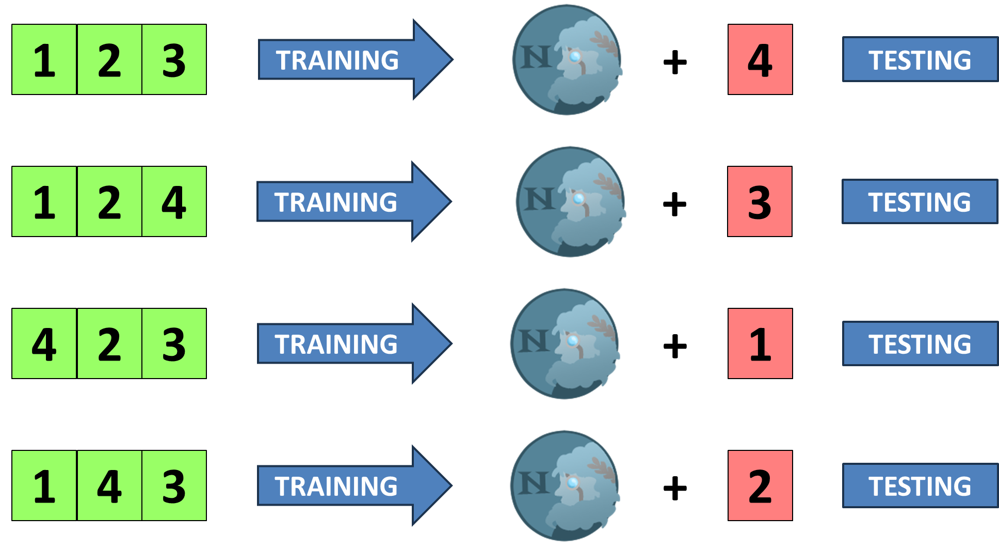 1 2 3 TRAINING N + 4 TESTING
1 2 4 TRAINING N + 3 TESTING
4 2 3 TRAINING N + 1 TESTING
1 4 3 TRAINING N + 2 TESTING